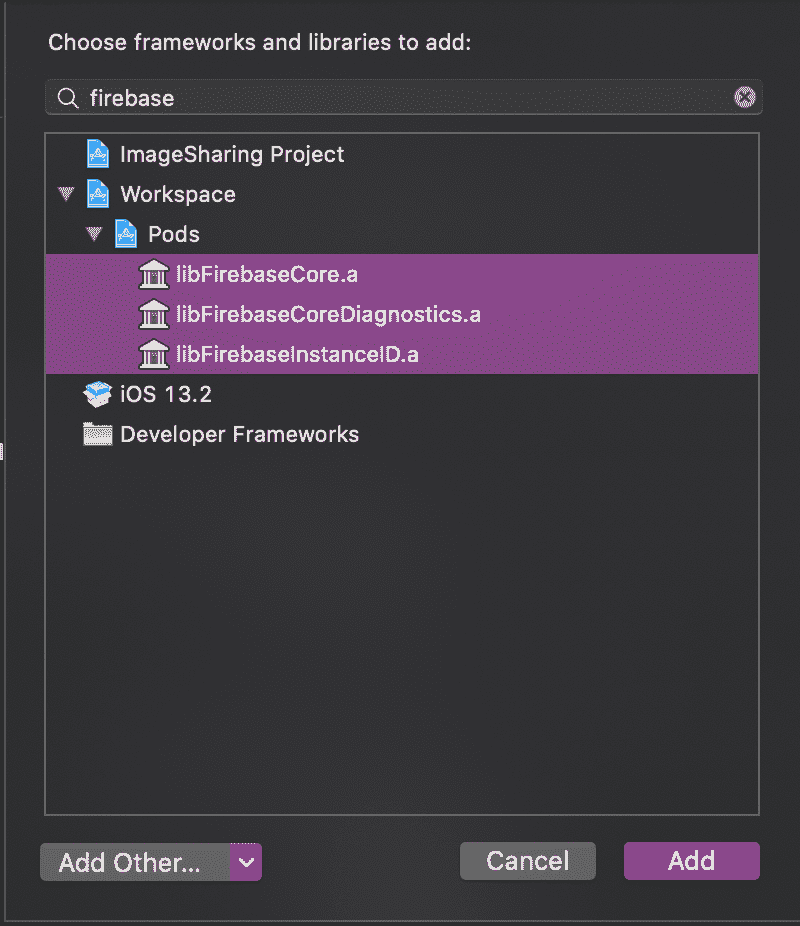 Choose frameworks and libraries to add:
firebase
ImageSharing Project
Workspace
Pods
libFirebaseCore.a
libFirebaseCoreDiagnostics.a
libFirebaseInstanceID.a
iOS 13.2
Developer Frameworks
Add Other... Cancel Add